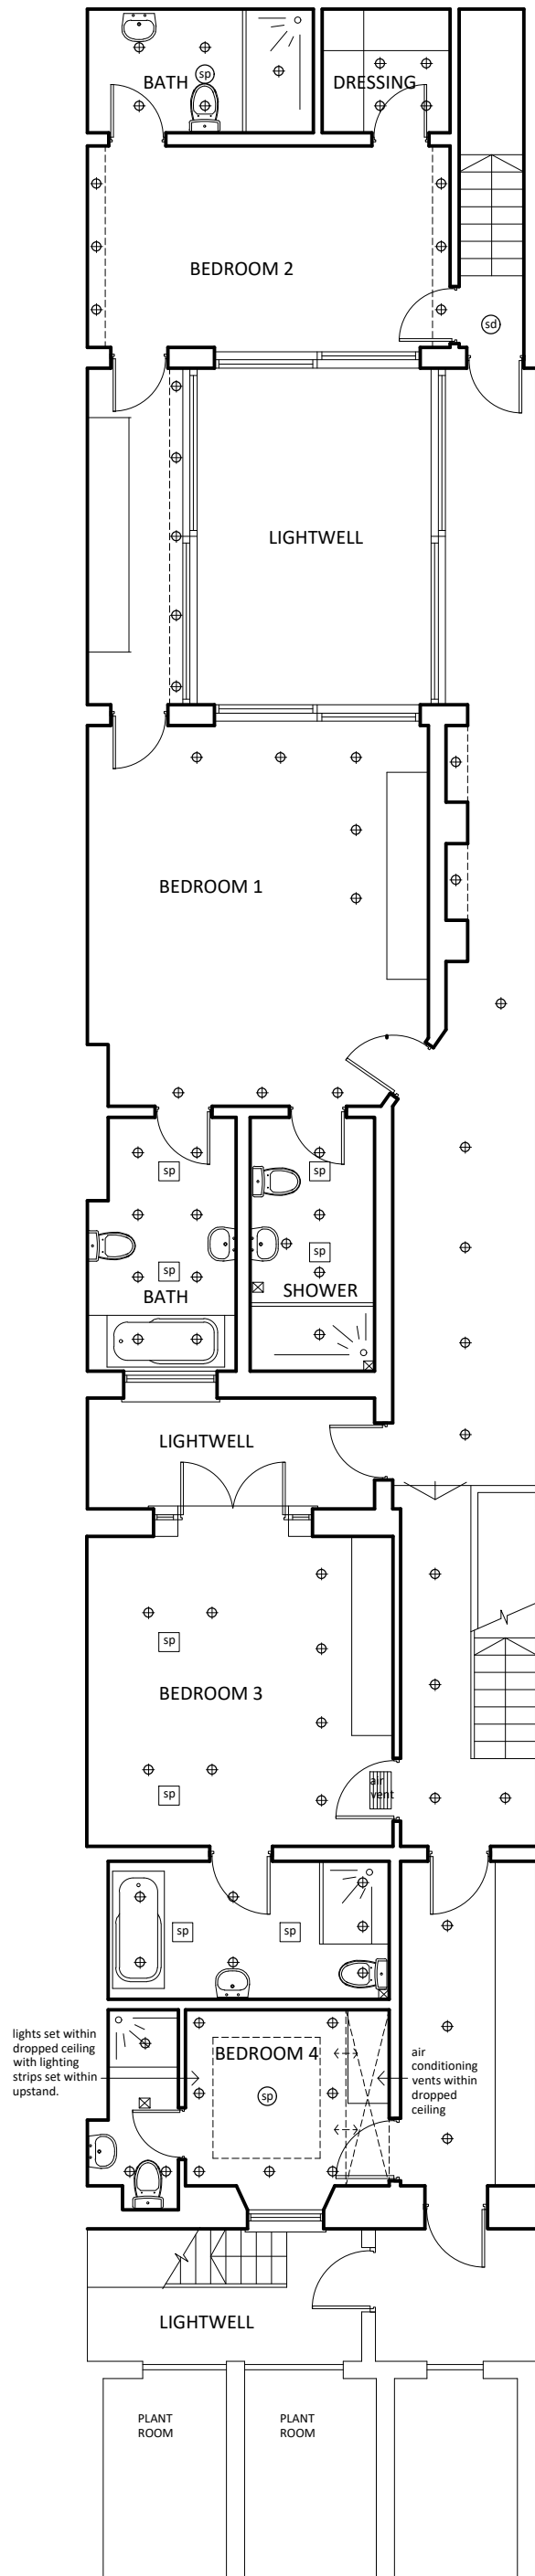 BATH
sp
DRESSING
BEDROOM 2
sd
LIGHTWELL
BEDROOM 1
sp
sp
sp
sp
BATH
SHOWER
LIGHTWELL
sp
BEDROOM 3
air
vent
sp
sp
sp
lights set within
dropped ceiling
with lighting
strips set within
upstand.
BEDROOM 4
sp
air
conditioning
vents within
dropped
ceiling
LIGHTWELL
PLANT
ROOM
PLANT
ROOM